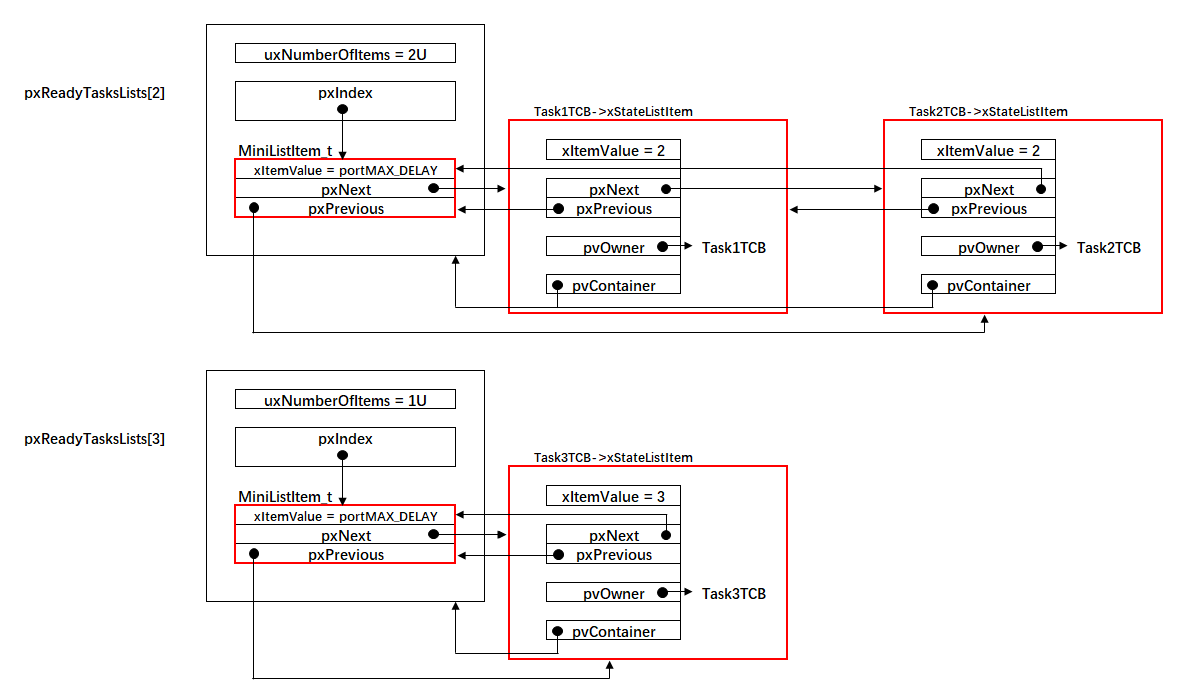 uxNumberOfItems = 2U
pxReadyTasksLists[2]
pxIndex
Task1TCB->xStateListItem
Task2TCB->xStateListItem
MiniListItem_t
xItemValue = 2
xItemValue = 2
xItemValue = portMAX_DELAY
pxNext
pxNext
pxNext
pxPrevious
pxPrevious
pxPrevious
pvOwner
Task1TCB
pvOwner
Task2TCB
pvContainer
pvContainer
uxNumberOfItems = 1U
pxReadyTasksLists[3]
pxIndex
Task3TCB->xStateListItem
MiniListItem_t
xItemValue = 3
xItemValue = portMAX_DELAY
pxNext
pxNext
pxPrevious
pxPrevious
pvOwner
Task3TCB
pvContainer